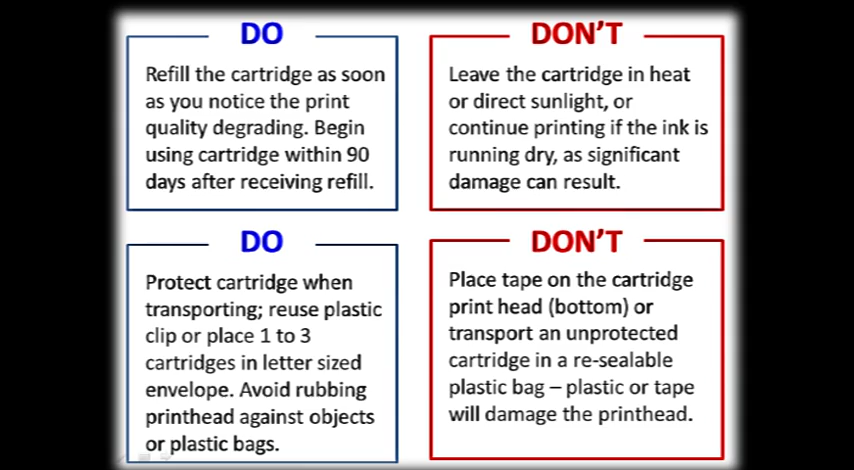 DO
Refill the cartridge as soon
as you notice the print
quality degrading. Begin
using cartridge within 90
days after receiving refill.
DON'T
Leave the cartridge in heat
or direct sunlight, or
continue printing if the ink is
running dry, as significant
damage can result.
DO
Protect cartridge when
transporting; reuse plastic
clip or place 1 to 3
cartridges in letter sized
envelope. Avoid rubbing
printhead against objects
or plastic bags.
DON'T
Place tape on the cartridge
print head (bottom) or
transport an unprotected
cartridge in a re-sealable
plastic bag – plastic or tape
will damage the printhead.